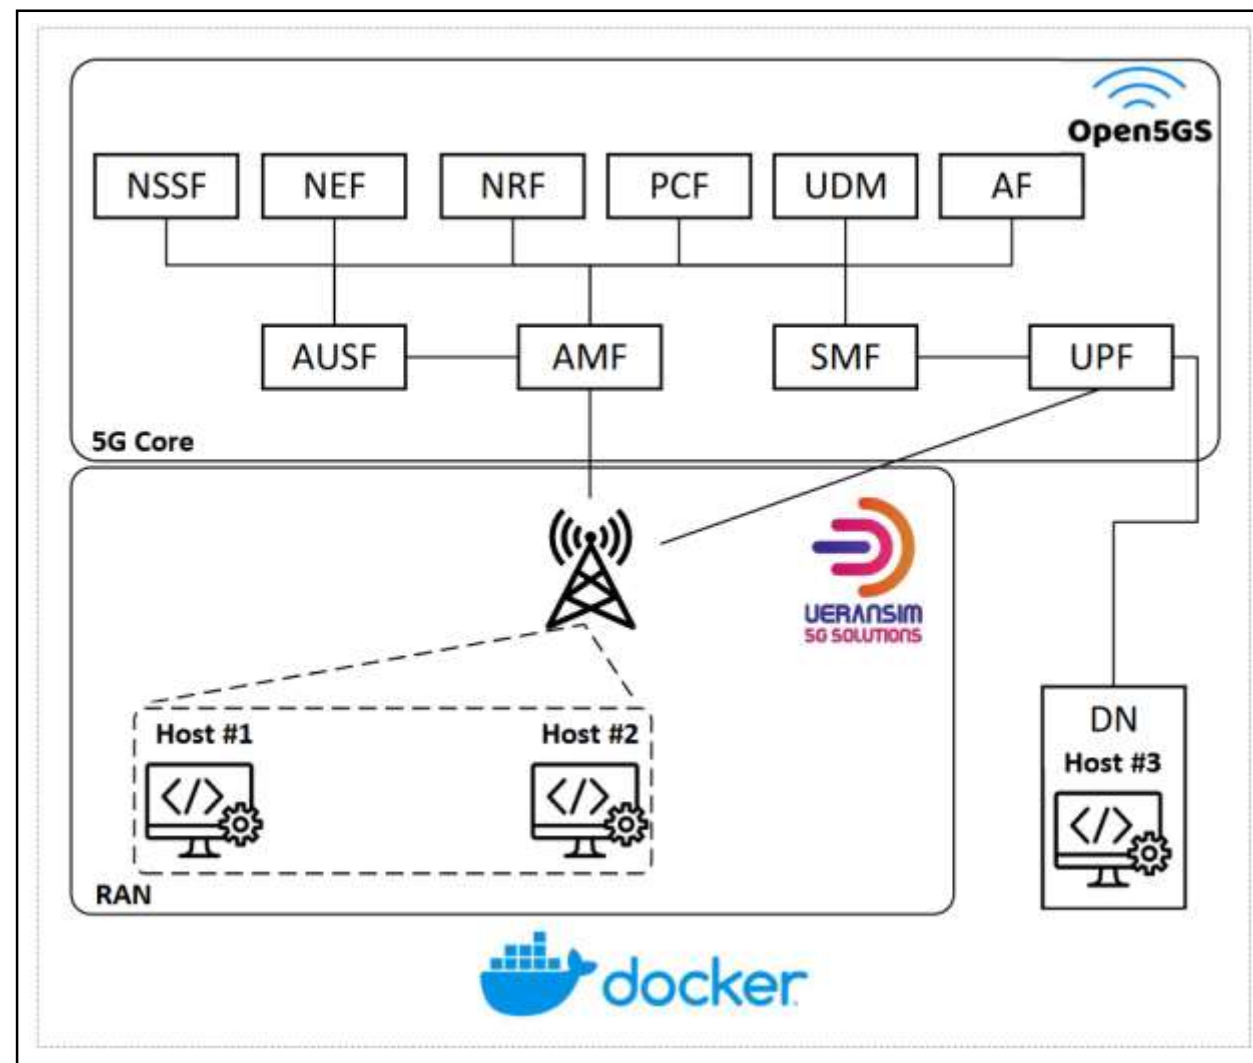 Open5GS
NSSF
NEF
NRF
PCF
UDM
AF
AUSF
AMF
SMF
UPF
5G Core
UERANSIM
5G SOLUTIONS
Host #1
Host #2
DN
Host #3
RAN
docker